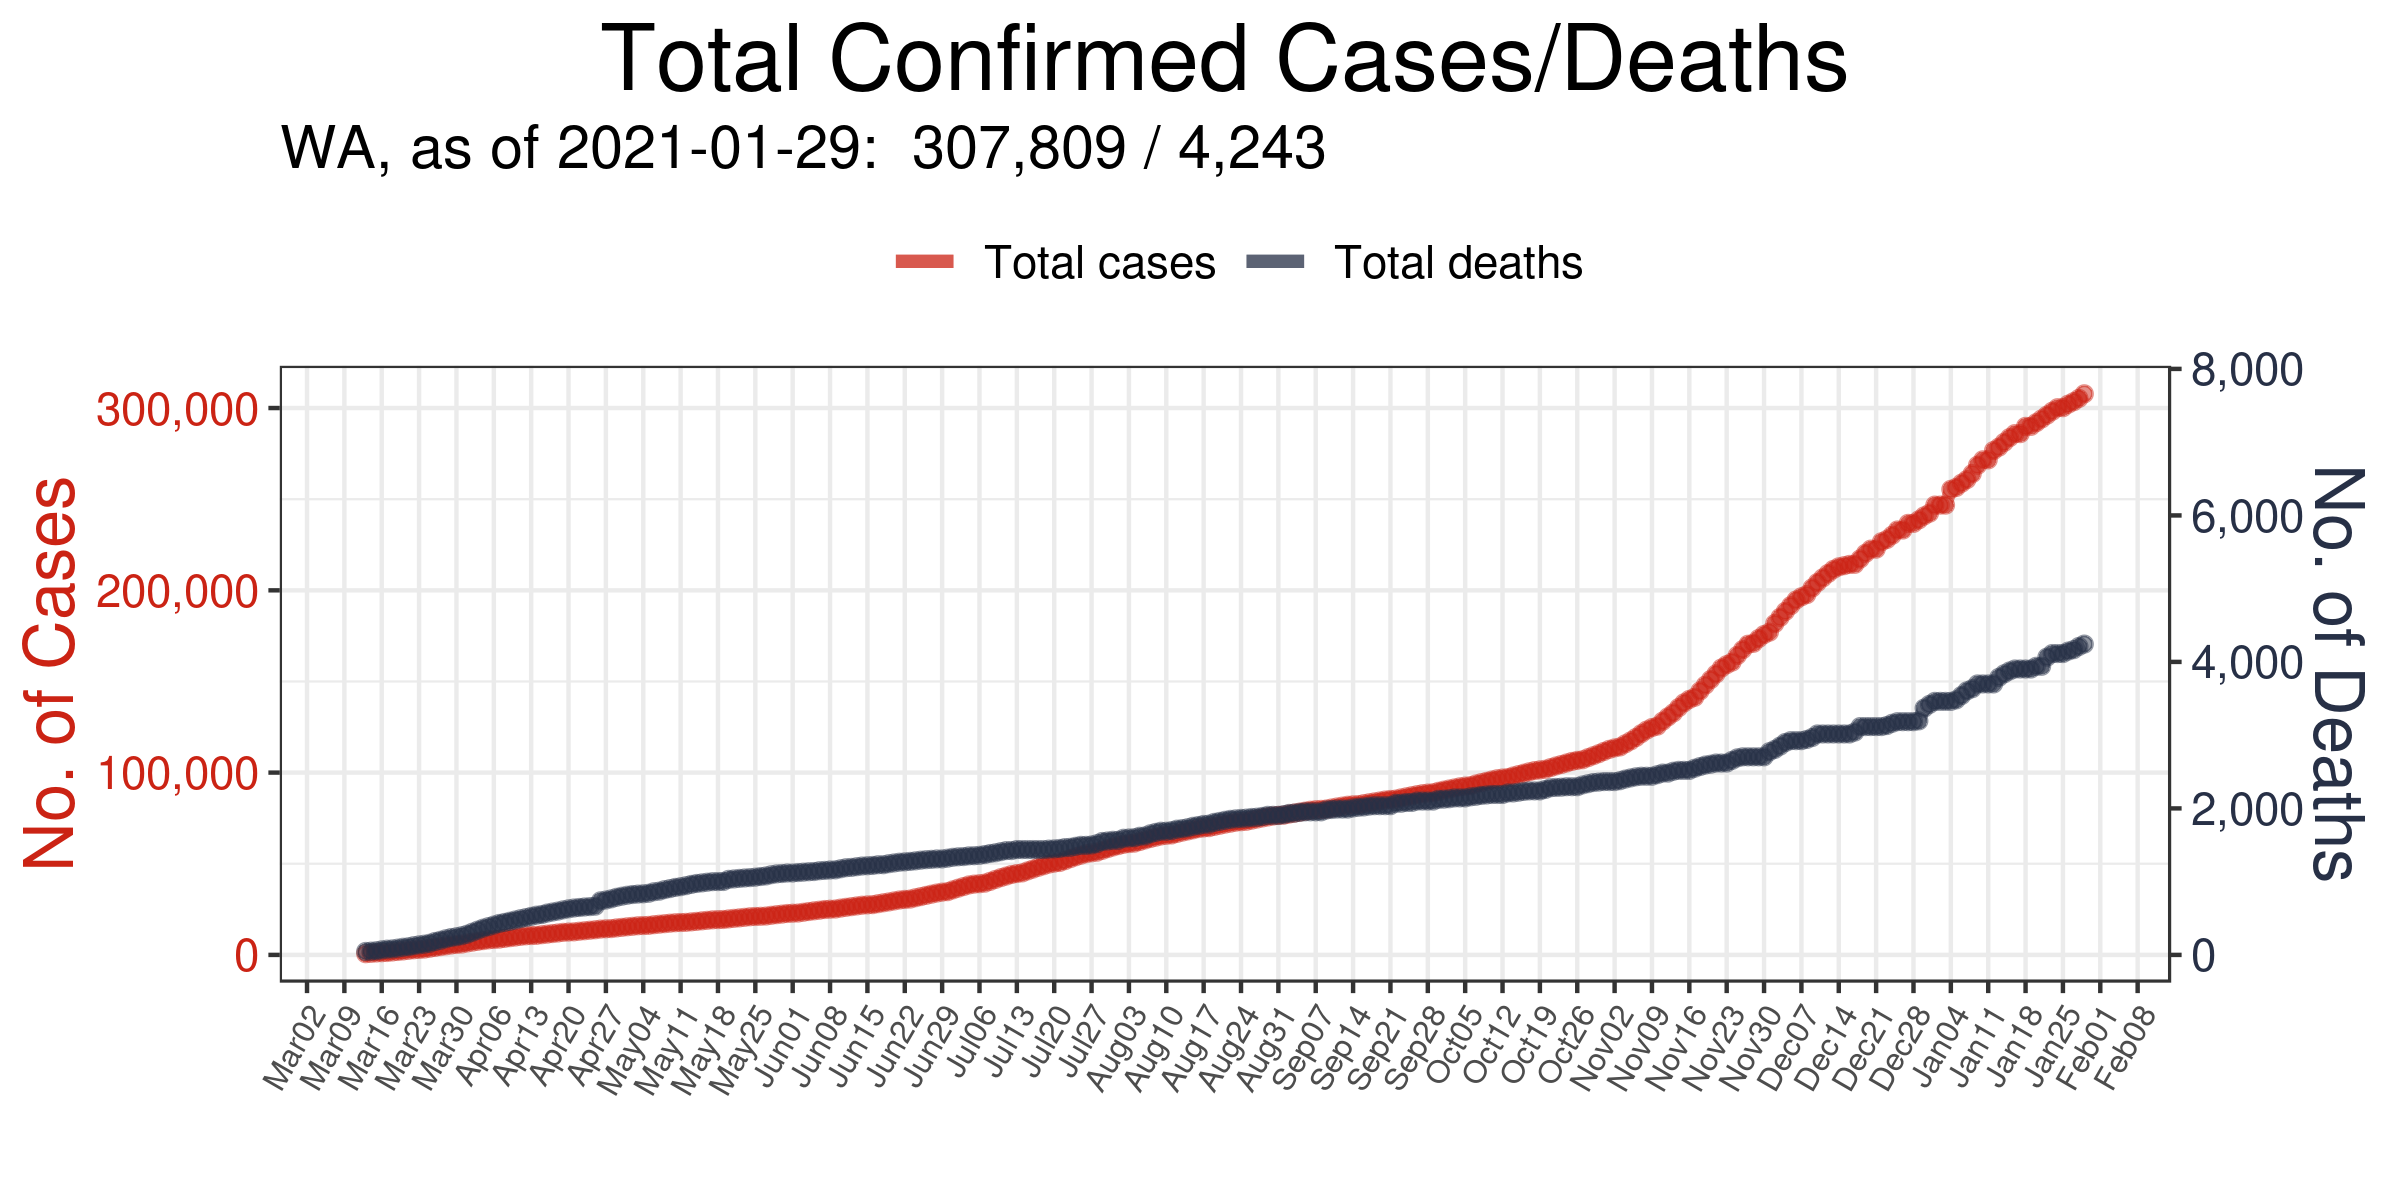 Total Confirmed Cases/Deaths
WA, as of 2021-01-29:  307,809 / 4,243
Total cases
Total deaths
No. of Cases
300,000
200,000
100,000
0
8,000
6,000
4,000
2,000
0
No. of Deaths
Mar02
Mar09
Mar16
Mar23
Mar30
Apr06
Apr13
Apr20
Apr27
May04
May11
May18
May25
Jun01
Jun08
Jun15
Jun22
Jun29
Jul06
Jul13
Jul20
Jul27
Aug03
Aug10
Aug17
Aug24
Aug31
Sep07
Sep14
Sep21
Sep28
Oct05
Oct12
Oct19
Oct26
Nov02
Nov09
Nov16
Nov23
Nov30
Dec07
Dec14
Dec21
Dec28
Jan04
Jan11
Jan18
Jan25
Feb01
Feb08